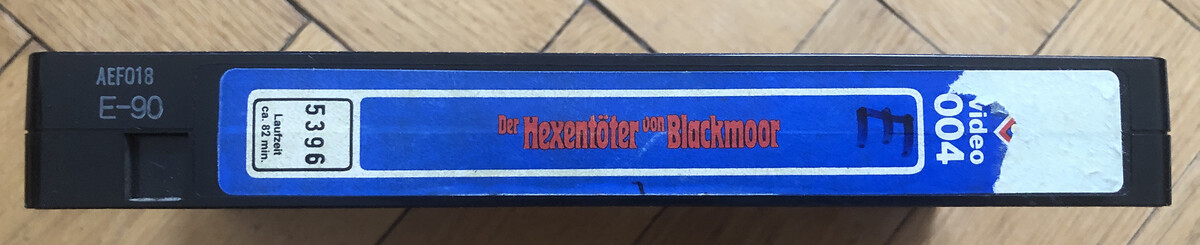 AEF018
E-90
5396
Laufzeit
ca. 82 min.
Der Hexentöter von Blackmoor
E
video
004